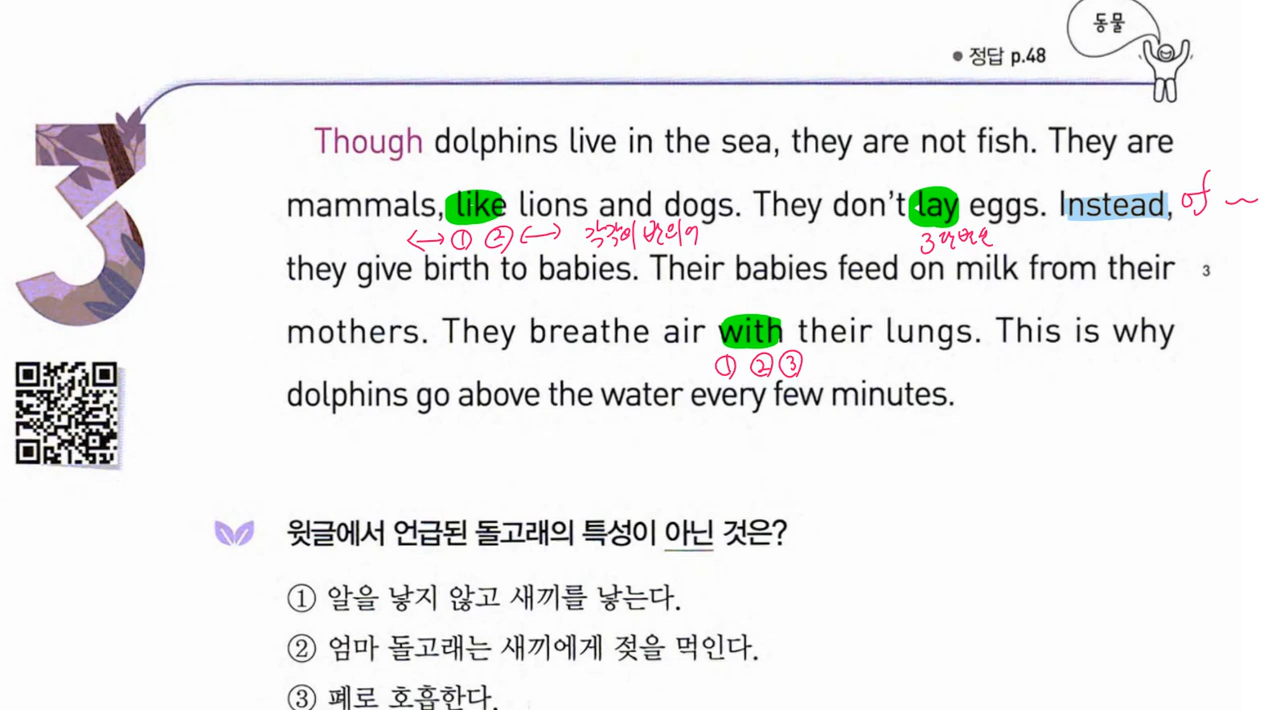 동물
정답 p.48
3
Though dolphins live in the sea, they are not fish. They are
mammals, like lions and dogs. They don't lay eggs. Instead, of ~
↔ ① ② ↔ 각각의 반의어
3단변화
they give birth to babies. Their babies feed on milk from their 3
mothers. They breathe air with their lungs. This is why
① ② ③
dolphins go above the water every few minutes.
윗글에서 언급된 돌고래의 특성이 아닌 것은?
① 알을 낳지 않고 새끼를 낳는다.
② 엄마 돌고래는 새끼에게 젖을 먹인다.
③ 폐로 호흡한다.